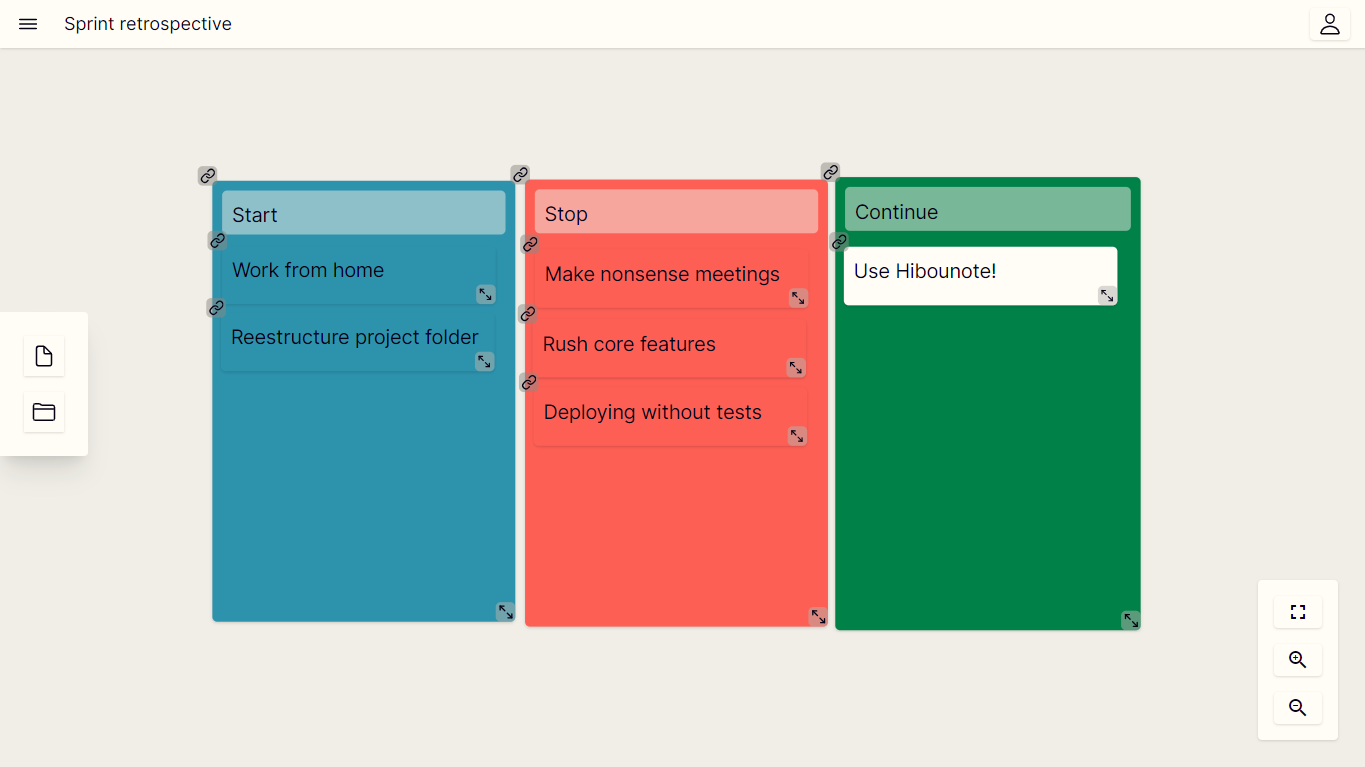 Sprint retrospective
Start
Work from home
Reestructure project folder
Stop
Make nonsense meetings
Rush core features
Deploying without tests
Continue
Use Hibounote!